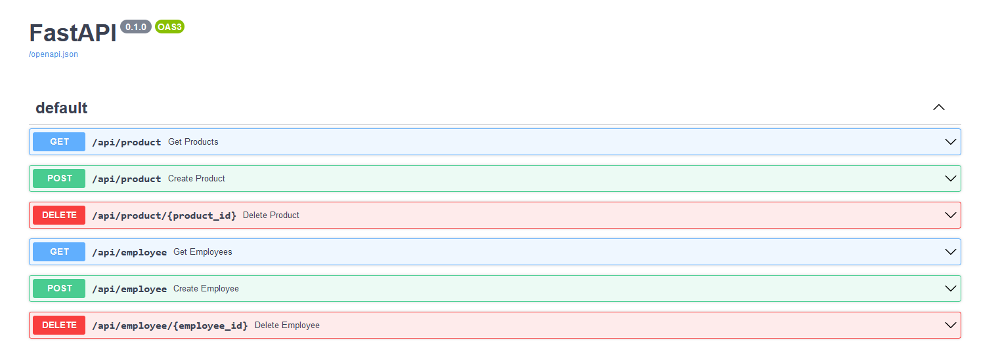 FastAPI 0.1.0 OAS3
/openapi.json
default
GET /api/product Get Products
POST /api/product Create Product
DELETE /api/product/{product_id} Delete Product
GET /api/employee Get Employees
POST /api/employee Create Employee
DELETE /api/employee/{employee_id} Delete Employee